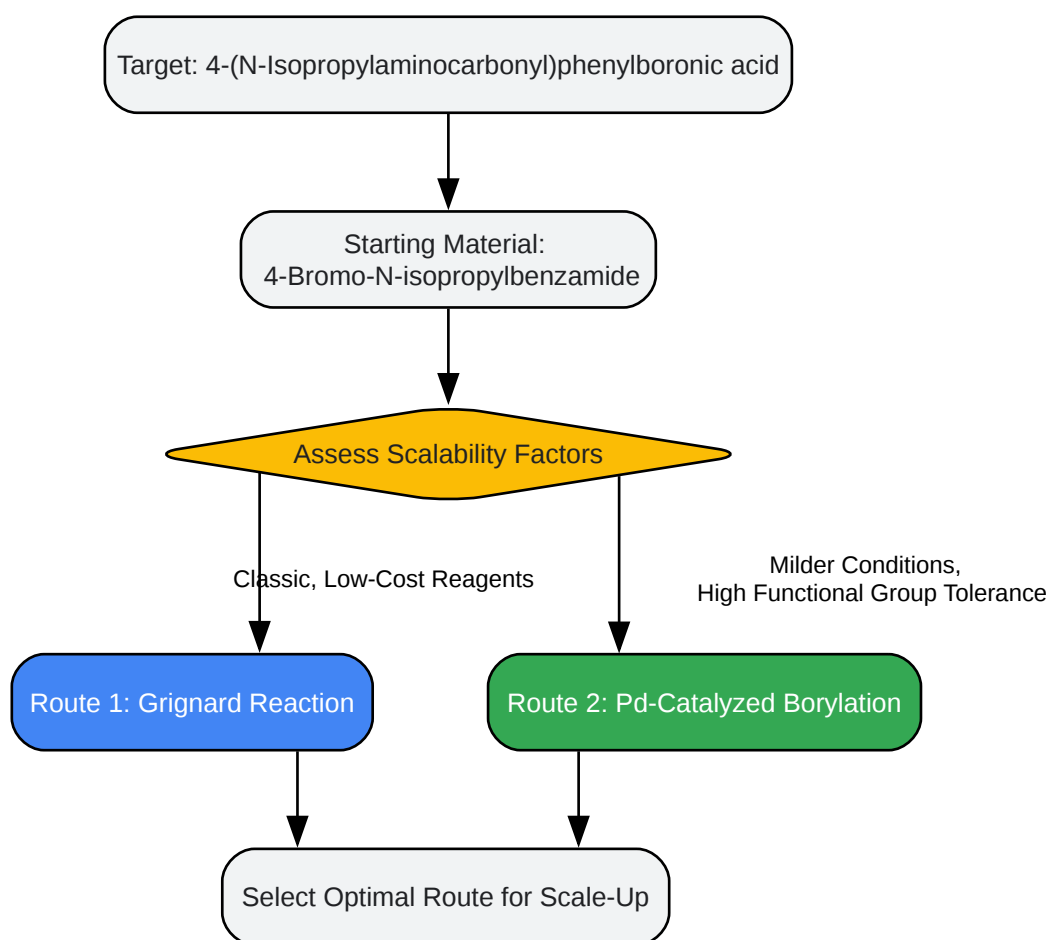 Target: 4-(N-Isopropylaminocarbonyl)phenylboronic acid
Starting Material:
4-Bromo-N-isopropylbenzamide
Assess Scalability Factors
Classic, Low-Cost Reagents
Milder Conditions,
High Functional Group Tolerance
Route 1: Grignard Reaction
Route 2: Pd-Catalyzed Borylation
Select Optimal Route for Scale-Up